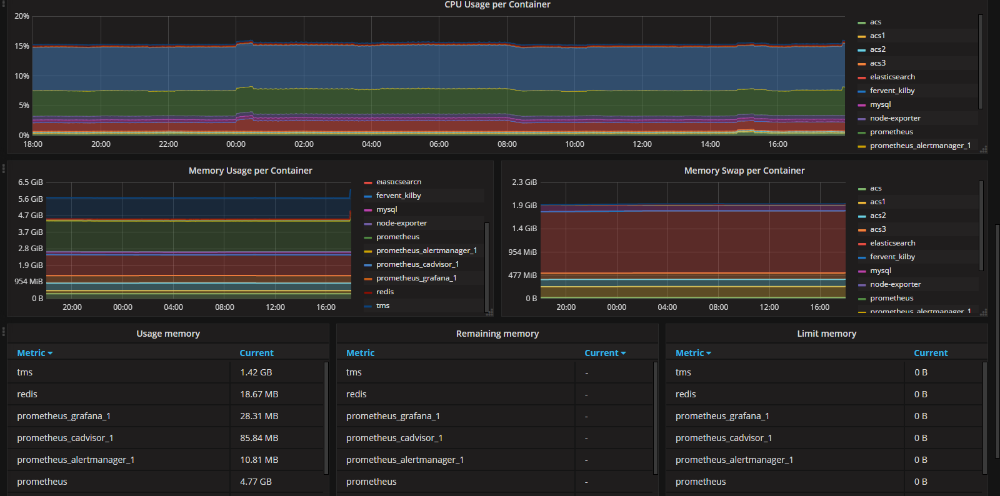 CPU Usage per Container
20%
15%
10%
5%
0%
18:00 20:00 22:00 00:00 02:00 04:00 06:00 08:00 10:00 12:00 14:00 16:00
acs
acs1
acs2
acs3
elasticsearch
fervent_kilby
mysql
node-exporter
prometheus
prometheus_alertmanager_1
Memory Usage per Container
6.5 GiB
5.6 GiB
4.7 GiB
3.7 GiB
2.8 GiB
1.9 GiB
954 MiB
0 B
20:00 00:00 04:00 08:00 12:00 16:00
elasticsearch
fervent_kilby
mysql
node-exporter
prometheus
prometheus_alertmanager_1
prometheus_cadvisor_1
prometheus_grafana_1
redis
tms
Memory Swap per Container
2.3 GiB
1.9 GiB
1.4 GiB
954 MiB
477 MiB
0 B
20:00 00:00 04:00 08:00 12:00 16:00
acs
acs1
acs2
acs3
elasticsearch
fervent_kilby
mysql
node-exporter
prometheus
prometheus_alertmanager_1
Usage memory
Metric Current
tms 1.42 GB
redis 18.67 MB
prometheus_grafana_1 28.31 MB
prometheus_cadvisor_1 85.84 MB
prometheus_alertmanager_1 10.81 MB
prometheus 4.77 GB
Remaining memory
Metric Current
tms -
redis -
prometheus_grafana_1 -
prometheus_cadvisor_1 -
prometheus_alertmanager_1 -
prometheus -
Limit memory
Metric Current
tms 0 B
redis 0 B
prometheus_grafana_1 0 B
prometheus_cadvisor_1 0 B
prometheus_alertmanager_1 0 B
prometheus 0 B